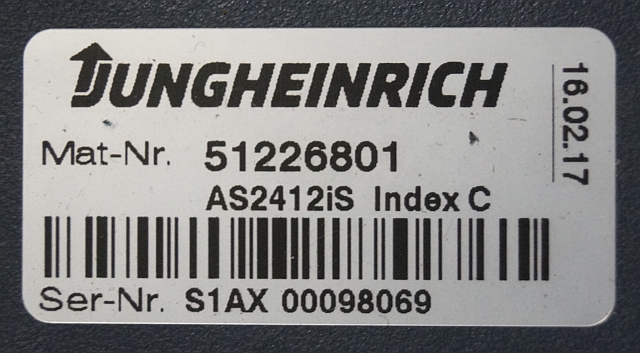 JUNGHEINRICH
Mat-Nr. 51226801
AS2412iS Index C
Ser-Nr. S1AX 00098069
16.02.17